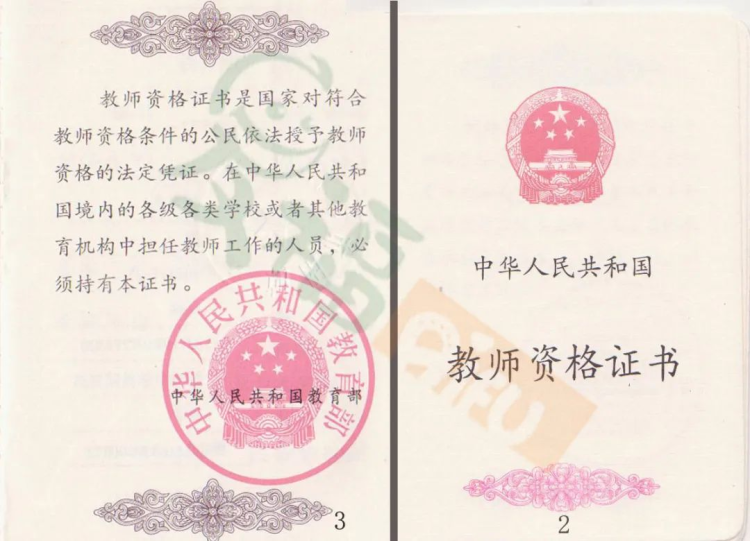 教师资格证书是国家对符合
教师资格条件的公民依法授予教师
资格的法定凭证。在中华人民共和
国境内的各级各类学校或者其他教
育机构中担任教师工作的人员，必
须持有本证书。
中华人民共和国教育部
中华人民共和国教育部
3
中华人民共和国
教师资格证书
2